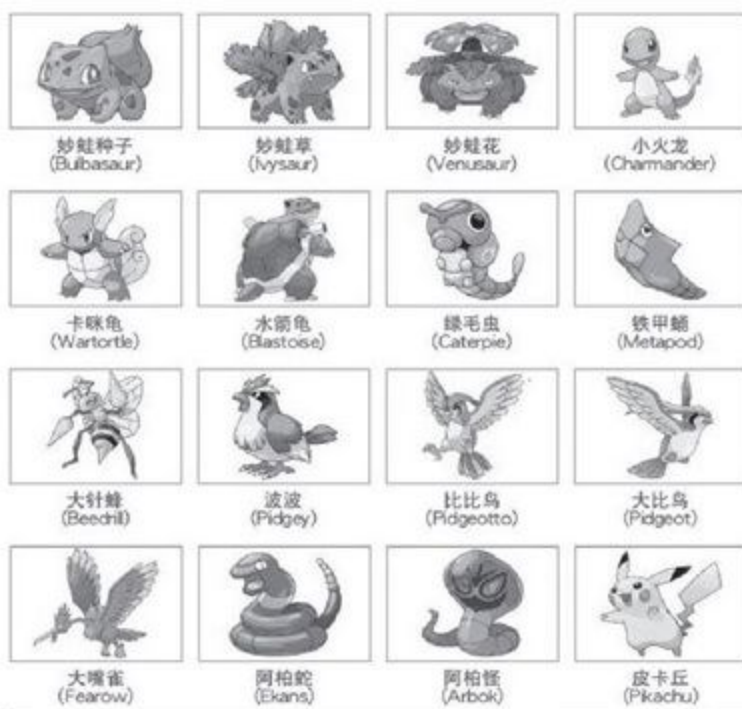 妙蛙种子 妙蛙草 妙蛙花 小火龙
(Bulbasaur) (Ivysaur) (Venusaur) (Charmander)
卡咪龟 水箭龟 绿毛虫 铁甲蛹
(Wartortle) (Blastoise) (Caterpie) (Metapod)
大针蜂 波波 比比鸟 大比鸟
(Beedrill) (Pidgey) (Pidgeotto) (Pidgeot)
大嘴雀 阿柏蛇 阿柏怪 皮卡丘
(Fearow) (Ekans) (Arbok) (Pikachu)